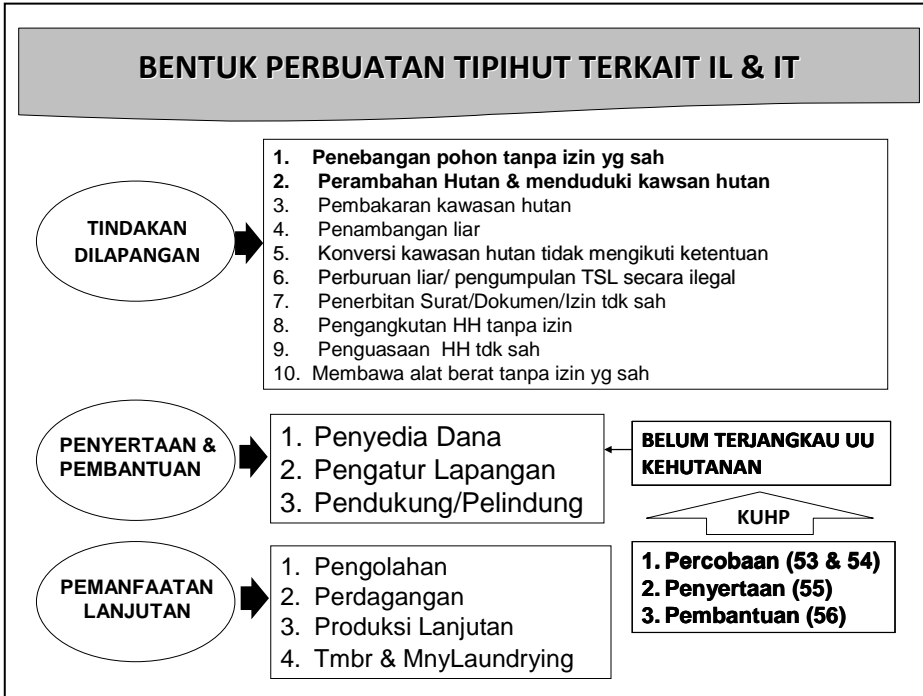 BENTUK PERBUATAN TIPIHUT TERKAIT IL & IT
TINDAKAN
DILAPANGAN
1. Penebangan pohon tanpa izin yg sah
2. Perambahan Hutan & menduduki kawsan hutan
3. Pembakaran kawasan hutan
4. Penambangan liar
5. Konversi kawasan hutan tidak mengikuti ketentuan
6. Perburuan liar/ pengumpulan TSL secara ilegal
7. Penerbitan Surat/Dokumen/Izin tdk sah
8. Pengangkutan HH tanpa izin
9. Penguasaan HH tdk sah
10. Membawa alat berat tanpa izin yg sah
PENYERTAAN &
PEMBANTUAN
1. Penyedia Dana
2. Pengatur Lapangan
3. Pendukung/Pelindung
BELUM TERJANGKAU UU
KEHUTANAN
KUHP
1. Percobaan (53 & 54)
2. Penyertaan (55)
3. Pembantuan (56)
PEMANFAATAN
LANJUTAN
1. Pengolahan
2. Perdagangan
3. Produksi Lanjutan
4. Tmbr & MnyLaundrying